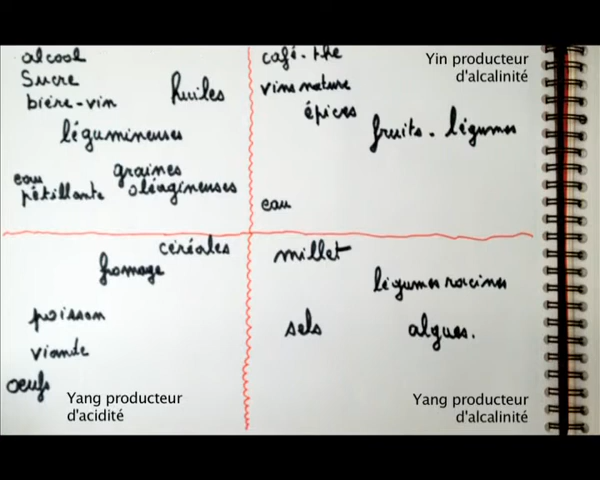 alcool
Sucre
bière-vin
huiles
légumineuses
eau
pétillante
graines
oléagineuses
café. thé
vins nature
épices
fruits. légumes
eau
Yin producteur
d'alcalinité
céréales
fromage
poisson
viande
oeufs
Yang producteur
d'acidité
millet
légumes racines
sels
algues.
Yang producteur
d'alcalinité